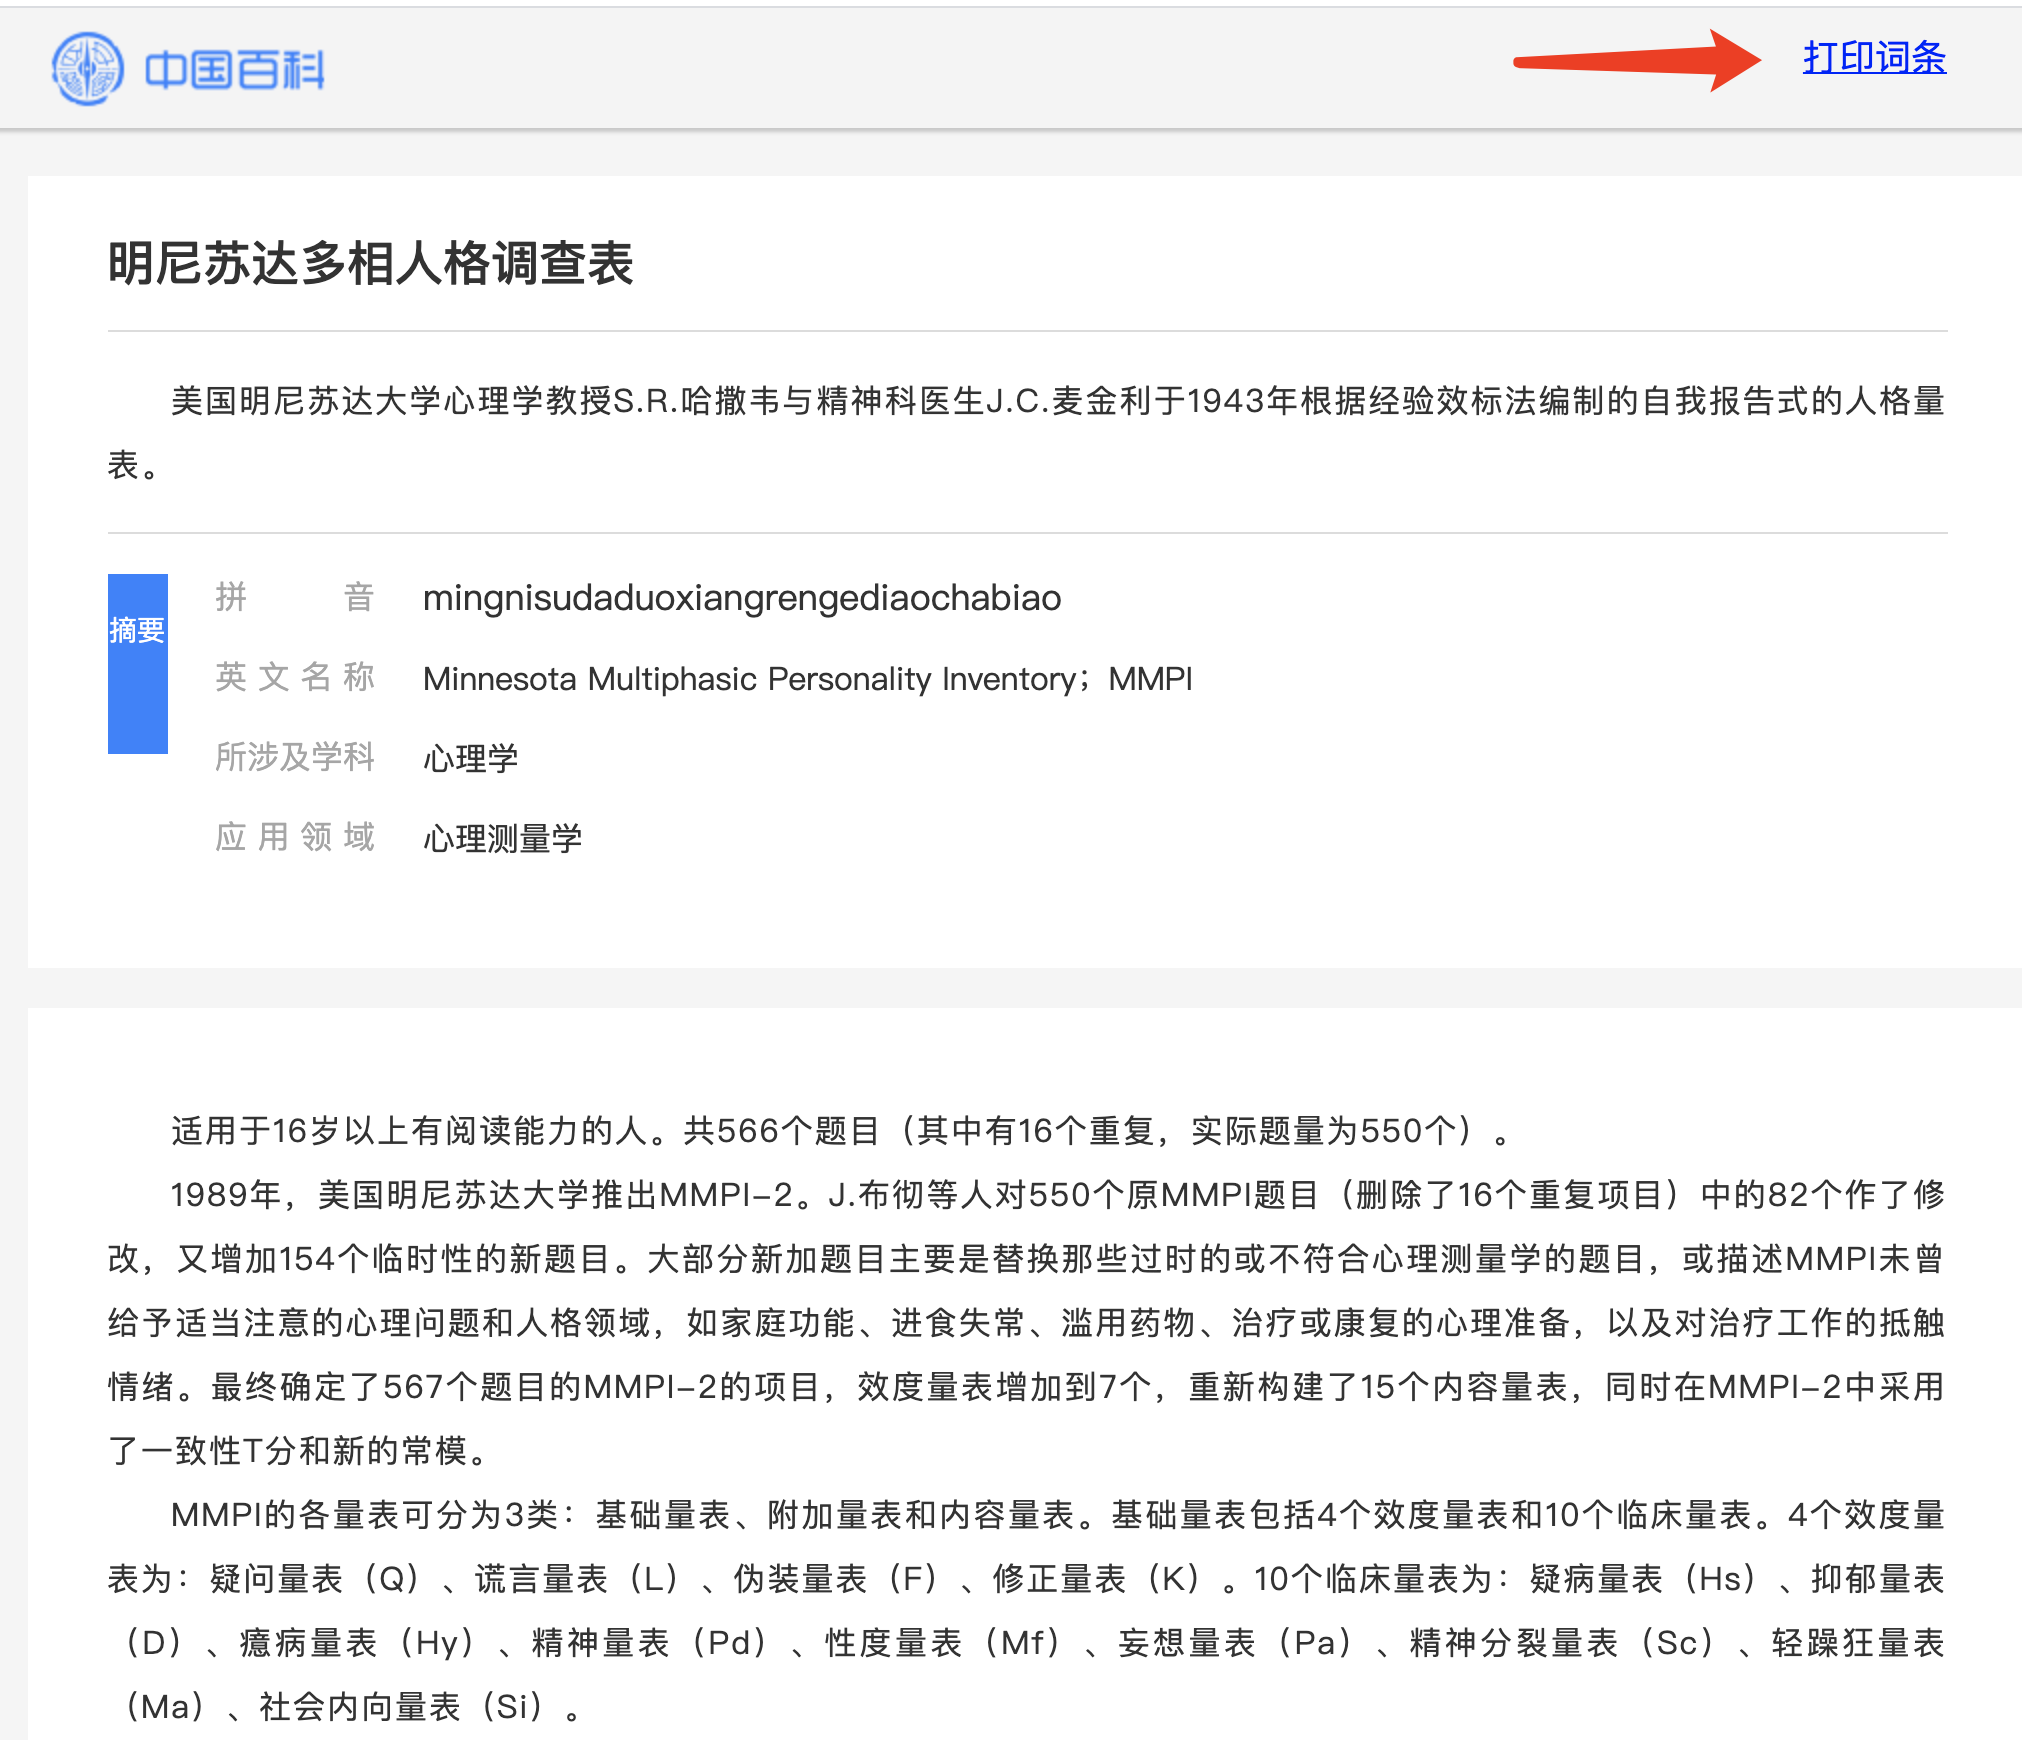 中国百科
打印词条
明尼苏达多相人格调查表
美国明尼苏达大学心理学教授S.R.哈撒韦与精神科医生J.C.麦金利于1943年根据经验效标法编制的自我报告式的人格量
表。
摘要
拼音 mingnisudaduoxiangrengediaochabiao
英文名称 Minnesota Multiphasic Personality Inventory；MMPI
所涉及学科 心理学
应用领域 心理测量学
适用于16岁以上有阅读能力的人。共566个题目（其中有16个重复，实际题量为550个）。
1989年，美国明尼苏达大学推出MMPI-2。J.布彻等人对550个原MMPI题目（删除了16个重复项目）中的82个作了修
改，又增加154个临时性的新题目。大部分新加题目主要是替换那些过时的或不符合心理测量学的题目，或描述MMPI未曾
给予适当注意的心理问题和人格领域，如家庭功能、进食失常、滥用药物、治疗或康复的心理准备，以及对治疗工作的抵触
情绪。最终确定了567个题目的MMPI-2的项目，效度量表增加到7个，重新构建了15个内容量表，同时在MMPI-2中采用
了一致性T分和新的常模。
MMPI的各量表可分为3类：基础量表、附加量表和内容量表。基础量表包括4个效度量表和10个临床量表。4个效度量
表为：疑问量表（Q）、谎言量表（L）、伪装量表（F）、修正量表（K）。10个临床量表为：疑病量表（Hs）、抑郁量表
（D）、癔病量表（Hy）、精神量表（Pd）、性度量表（Mf）、妄想量表（Pa）、精神分裂量表（Sc）、轻躁狂量表
（Ma）、社会内向量表（Si）。